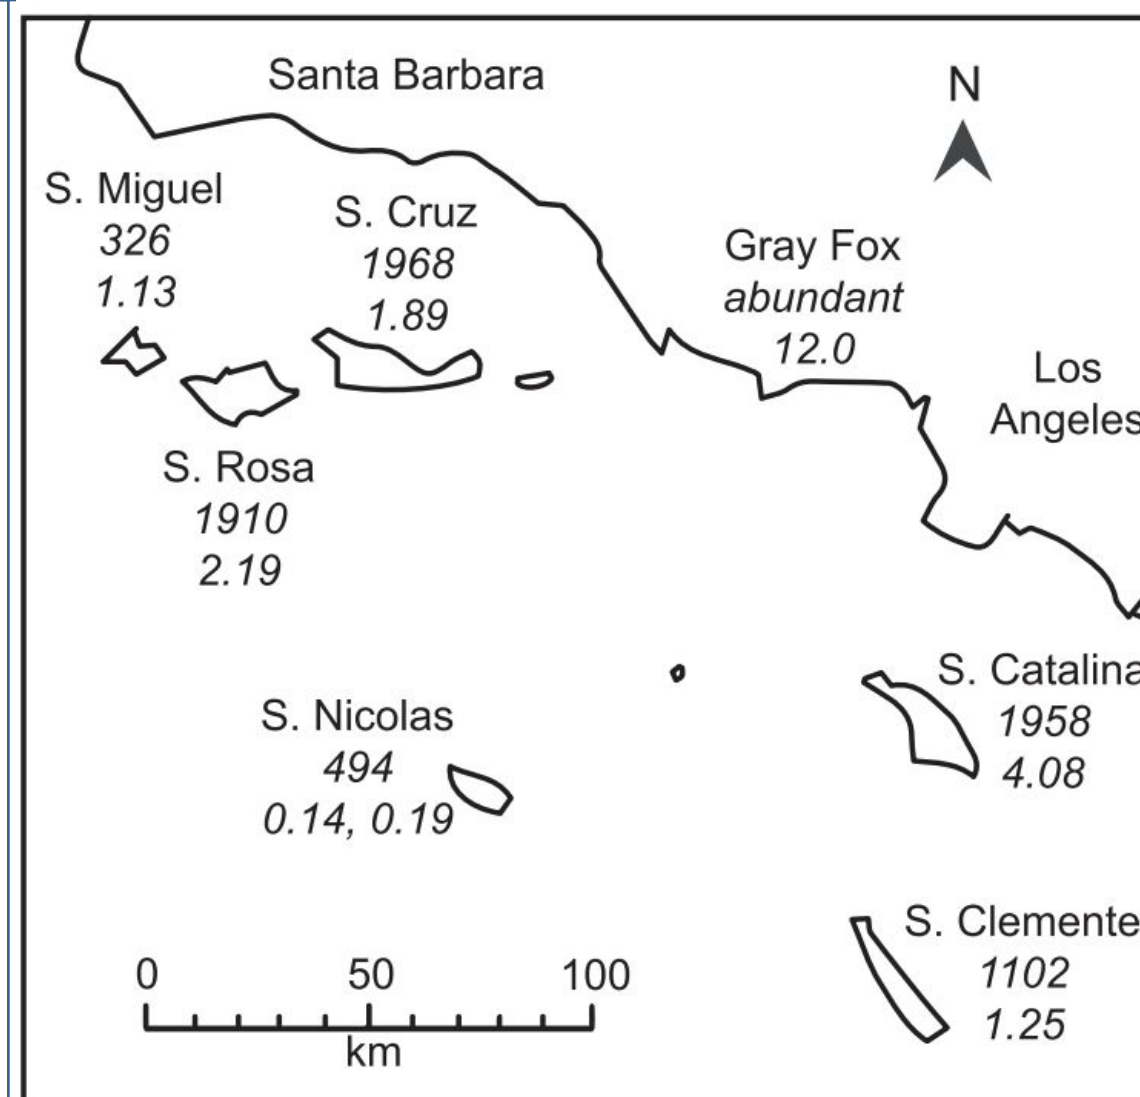 Santa Barbara
N
S. Miguel
326
1.13
S. Cruz
1968
1.89
Gray Fox
abundant
12.0
Los
Angeles
S. Rosa
1910
2.19
S. Catalina
1958
4.08
S. Nicolas
494
0.14, 0.19
S. Clemente
1102
1.25
0 50 100
km